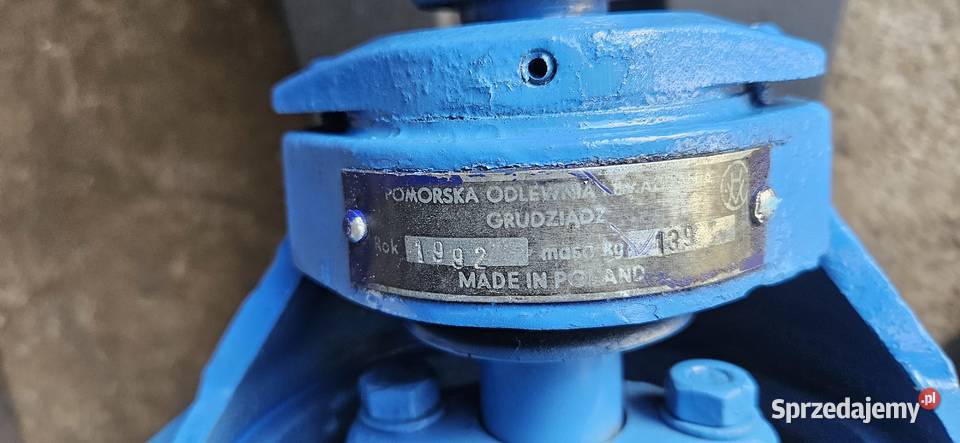 POMORSKA ODLEWNIA
GRUDZIĄDZ
Rok 1992 masa kg 139
MADE IN POLAND
Sprzedajemy.pl